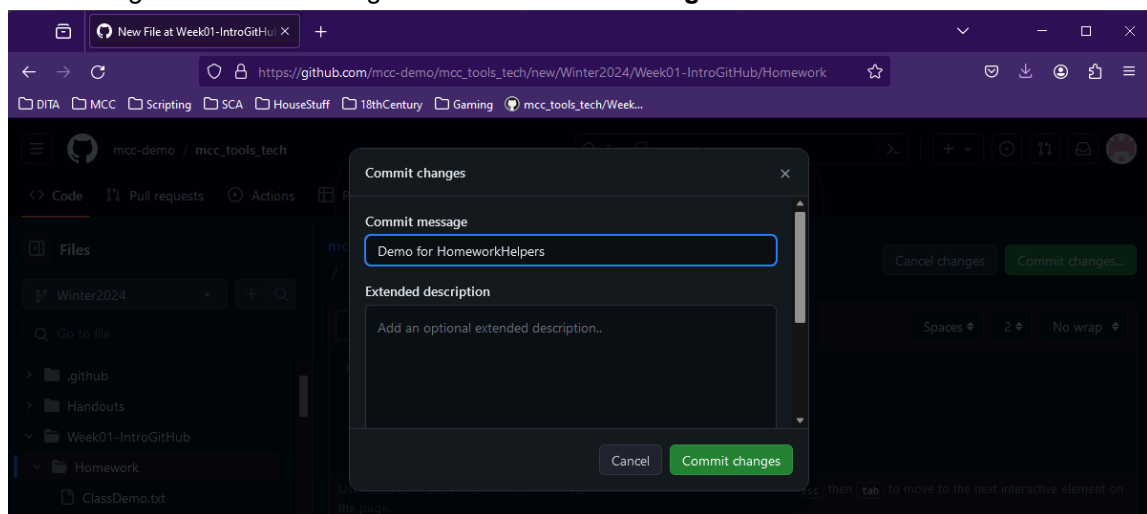 New File at Week01-IntroGitHu
https://github.com/mcc-demo/mcc_tools_tech/new/Winter2024/Week01-IntroGitHub/Homework
DITA MCC Scripting SCA HouseStuff 18thCentury Gaming mcc_tools_tech/Week...
mcc-demo / mcc_tools_tech
Code Pull requests Actions
Commit changes
Commit message
Demo for HomeworkHelpers
Files
Cancel changes Commit changes...
Extended description
Winter2024
Add an optional extended description..
Go to file
Spaces 2 No wrap
.github
Handouts
Week01-IntroGitHub
Homework
Cancel Commit changes
ClassDemo.txt
esc then tab to move to the next interactive element on
the page.